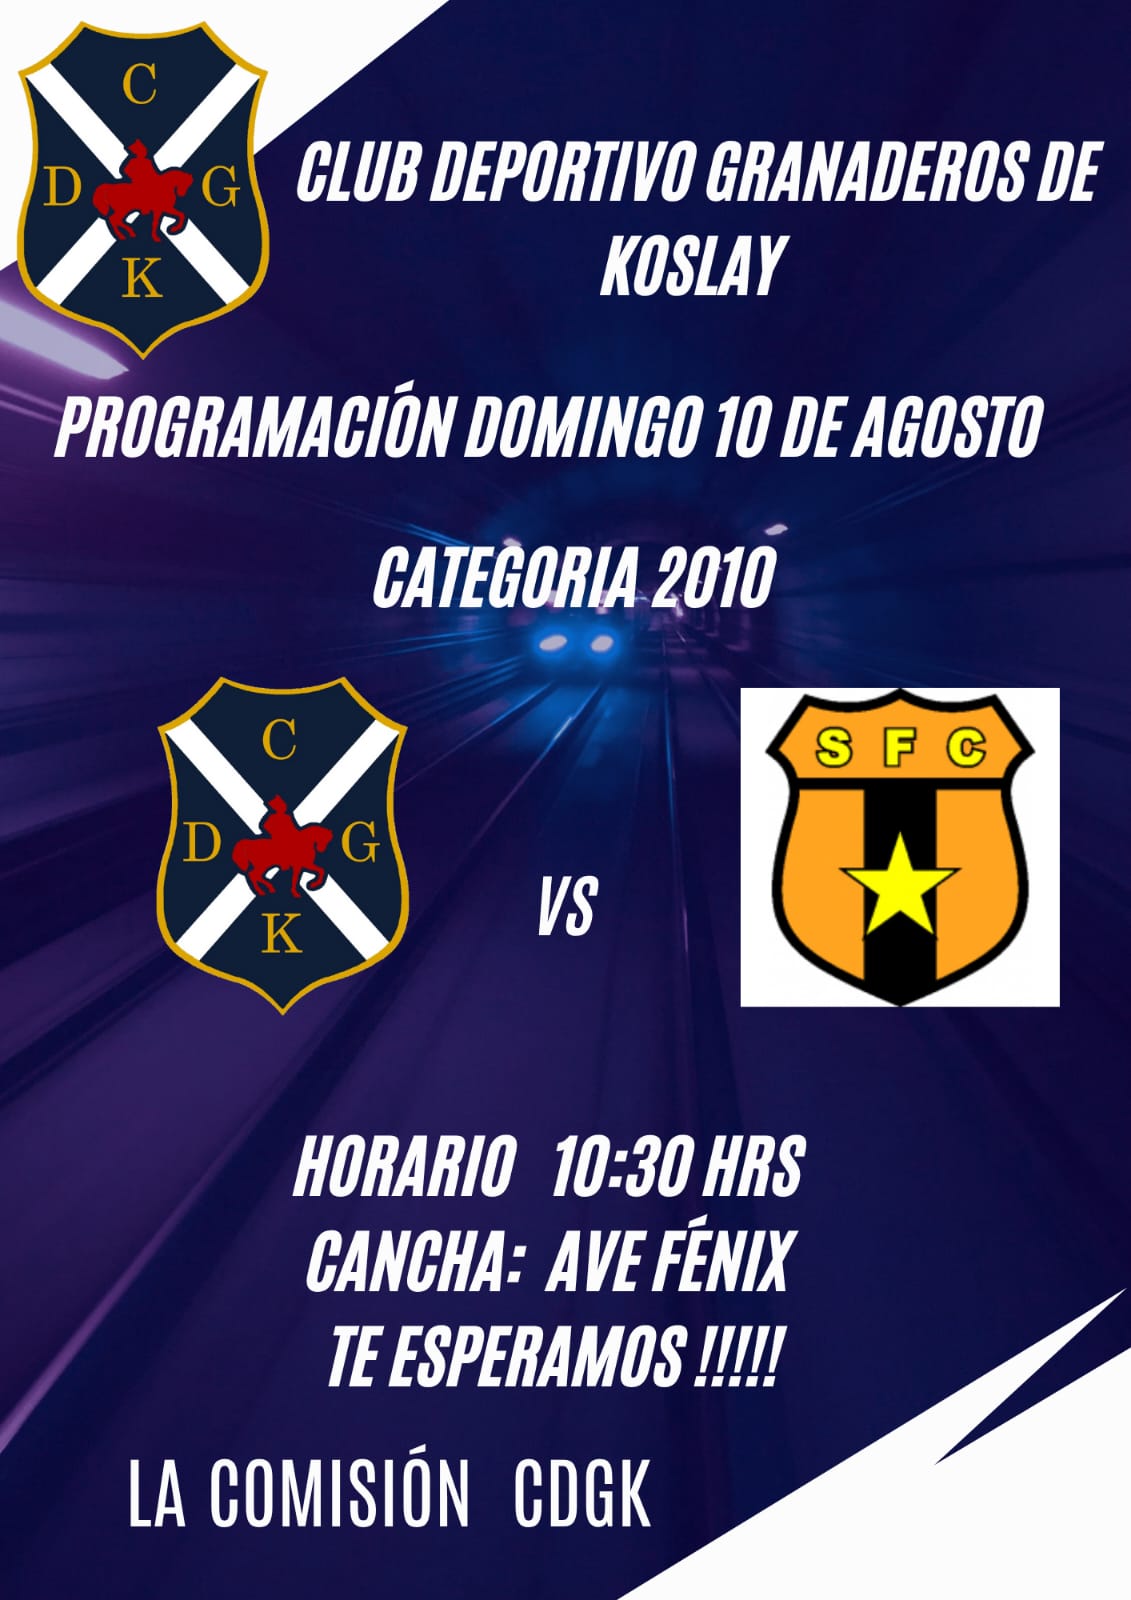 C
D G
K
CLUB DEPORTIVO GRANADEROS DE
KOSLAY
PROGRAMACIÓN DOMINGO 10 DE AGOSTO
CATEGORIA 2010
C
D G
K
VS
S F C
HORARIO 10:30 HRS
CANCHA: AVE FÉNIX
TE ESPERAMOS !!!!!
LA COMISIÓN CDGK